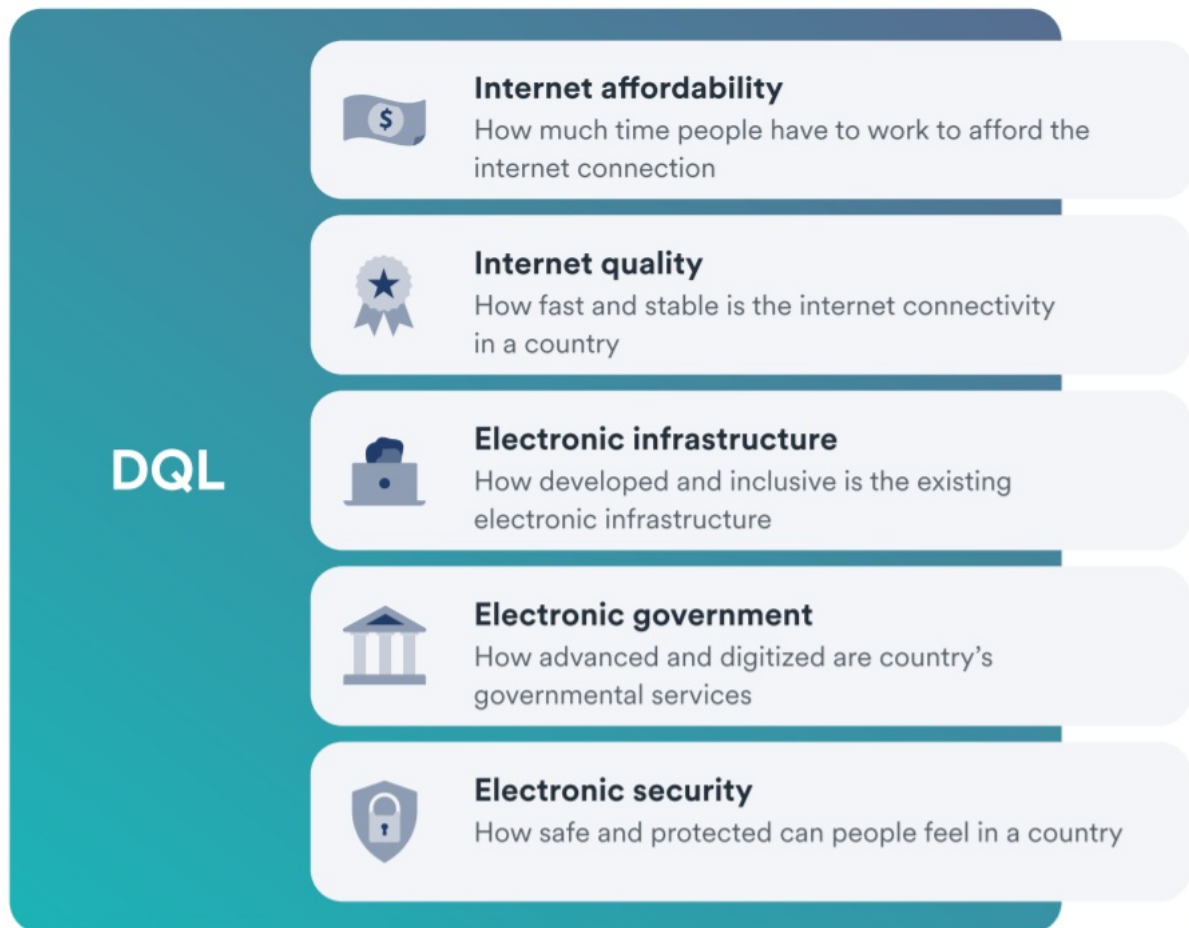 DQL
Internet affordability
How much time people have to work to afford the
internet connection
Internet quality
How fast and stable is the internet connectivity
in a country
Electronic infrastructure
How developed and inclusive is the existing
electronic infrastructure
Electronic government
How advanced and digitized are country's
governmental services
Electronic security
How safe and protected can people feel in a country